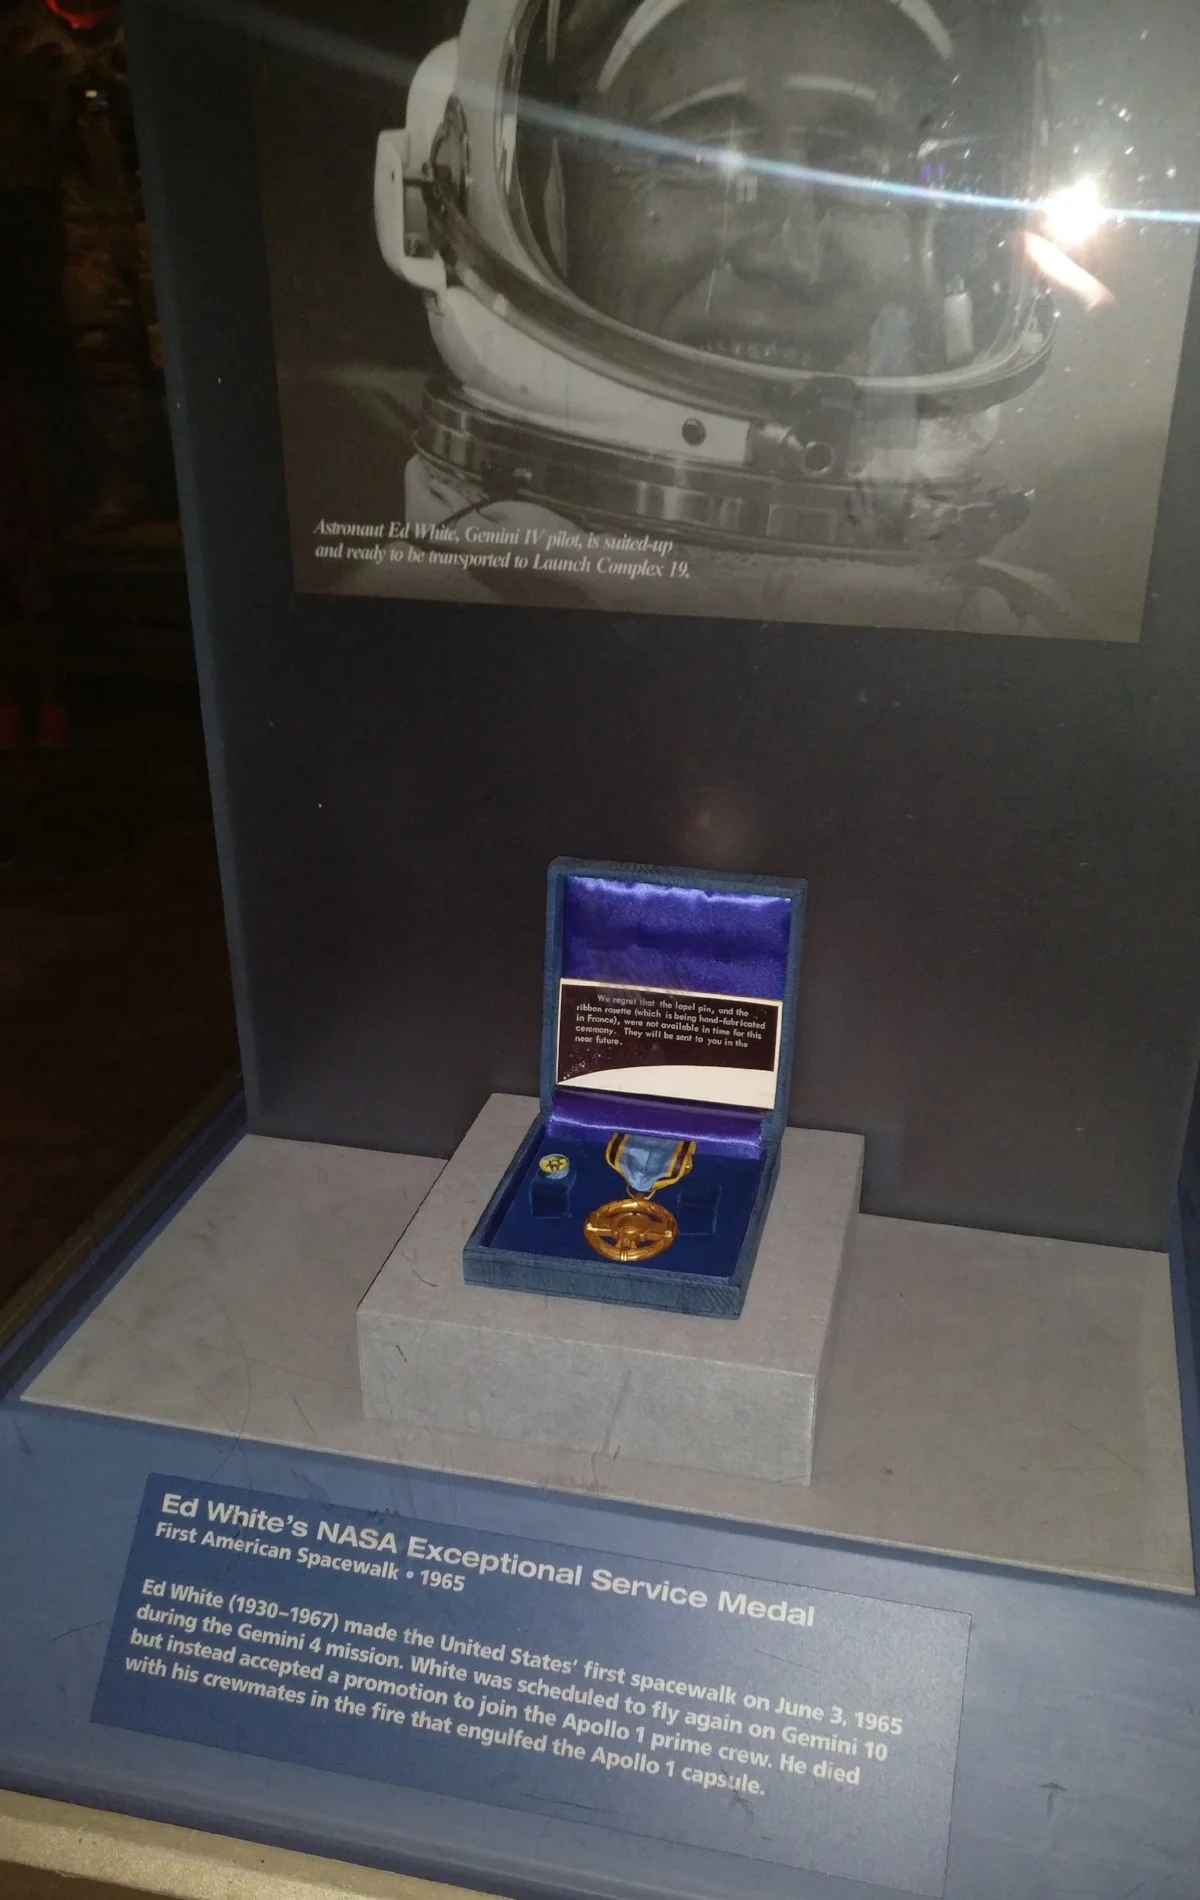 Astronaut Ed White, Gemini IV pilot, is suited-up
and ready to be transported to Launch Complex 19.
We regret that the lapel pin, and the
ribbon rosette (which is being hand-fabricated
in France), were not available in time for this
ceremony. They will be sent to you in the
near future.
Ed White's NASA Exceptional Service Medal
First American Spacewalk • 1965
Ed White (1930–1967) made the United States' first spacewalk on June 3, 1965
during the Gemini 4 mission. White was scheduled to fly again on Gemini 10
but instead accepted a promotion to join the Apollo 1 prime crew. He died
with his crewmates in the fire that engulfed the Apollo 1 capsule.